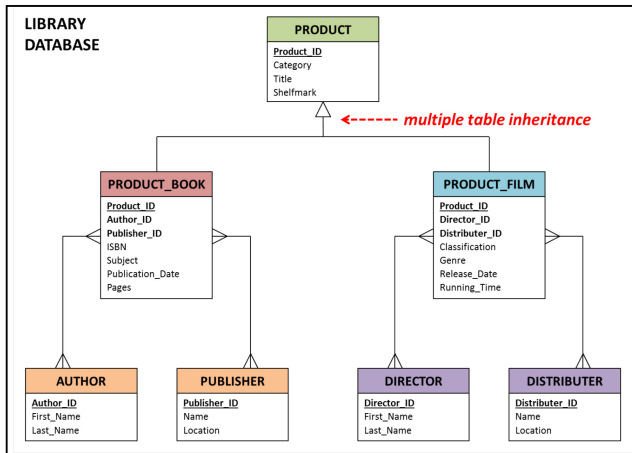 LIBRARY
DATABASE
PRODUCT
Product_ID
Category
Title
Shelfmark
multiple table inheritance
PRODUCT_BOOK
Product_ID
Author_ID
Publisher_ID
ISBN
Subject
Publication_Date
Pages
PRODUCT_FILM
Product_ID
Director_ID
Distributer_ID
Classification
Genre
Release_Date
Running_Time
AUTHOR
Author_ID
First_Name
Last_Name
PUBLISHER
Publisher_ID
Name
Location
DIRECTOR
Director_ID
First_Name
Last_Name
DISTRIBUTER
Distributer_ID
Name
Location